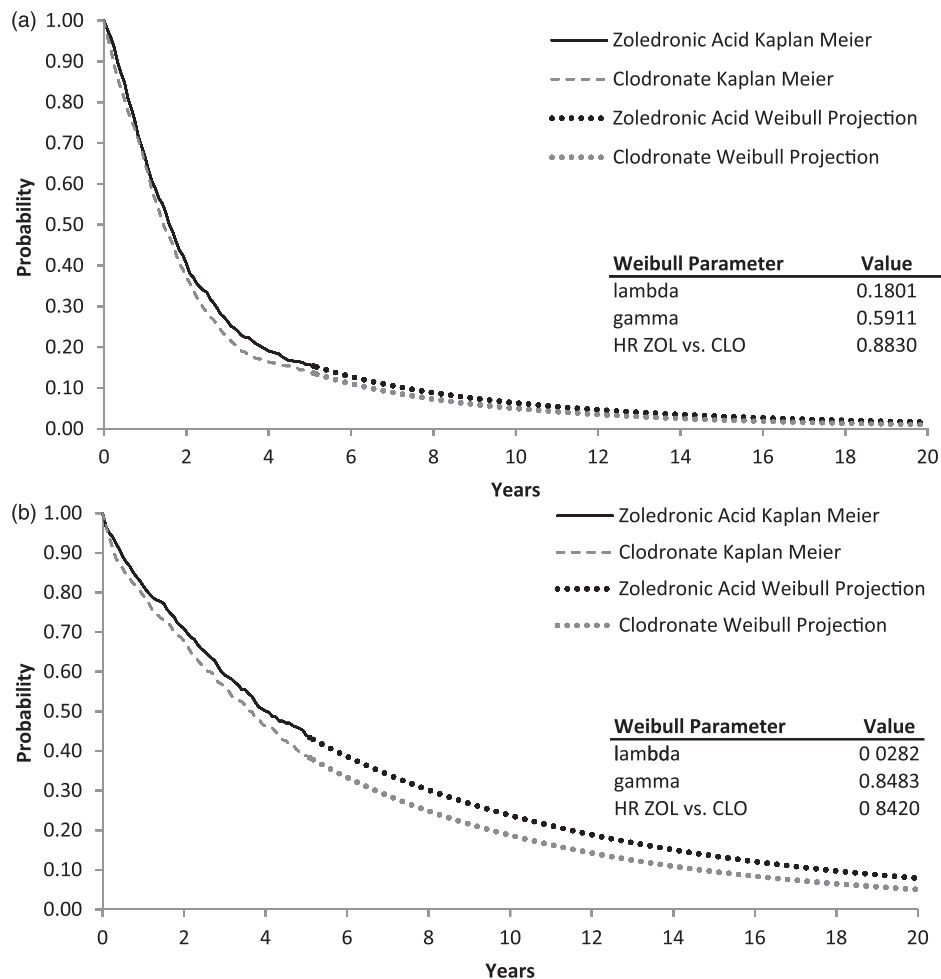 (a)
1.00
0.90
0.80
0.70
0.60
0.50
0.40
0.30
0.20
0.10
0.00
Probability
0 2 4 6 8 10 12 14 16 18 20
Years
Zoledronic Acid Kaplan Meier
Clodronate Kaplan Meier
Zoledronic Acid Weibull Projection
Clodronate Weibull Projection
Weibull Parameter Value
lambda 0.1801
gamma 0.5911
HR ZOL vs. CLO 0.8830
(b)
1.00
0.90
0.80
0.70
0.60
0.50
0.40
0.30
0.20
0.10
0.00
Probability
0 2 4 6 8 10 12 14 16 18 20
Years
Zoledronic Acid Kaplan Meier
Clodronate Kaplan Meier
Zoledronic Acid Weibull Projection
Clodronate Weibull Projection
Weibull Parameter Value
lambda 0 0282
gamma 0.8483
HR ZOL vs. CLO 0 8420